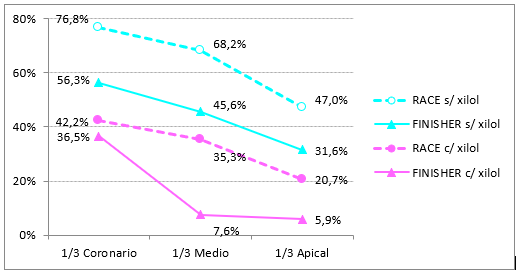 80%
60%
40%
20%
0%
76,8%
68,2%
47,0%
56,3%
45,6%
31,6%
42,2%
35,3%
20,7%
36,5%
7,6%
5,9%
1/3 Coronario
1/3 Medio
1/3 Apical
RACE s/ xilol
FINISHER s/ xilol
RACE c/ xilol
FINISHER c/ xilol